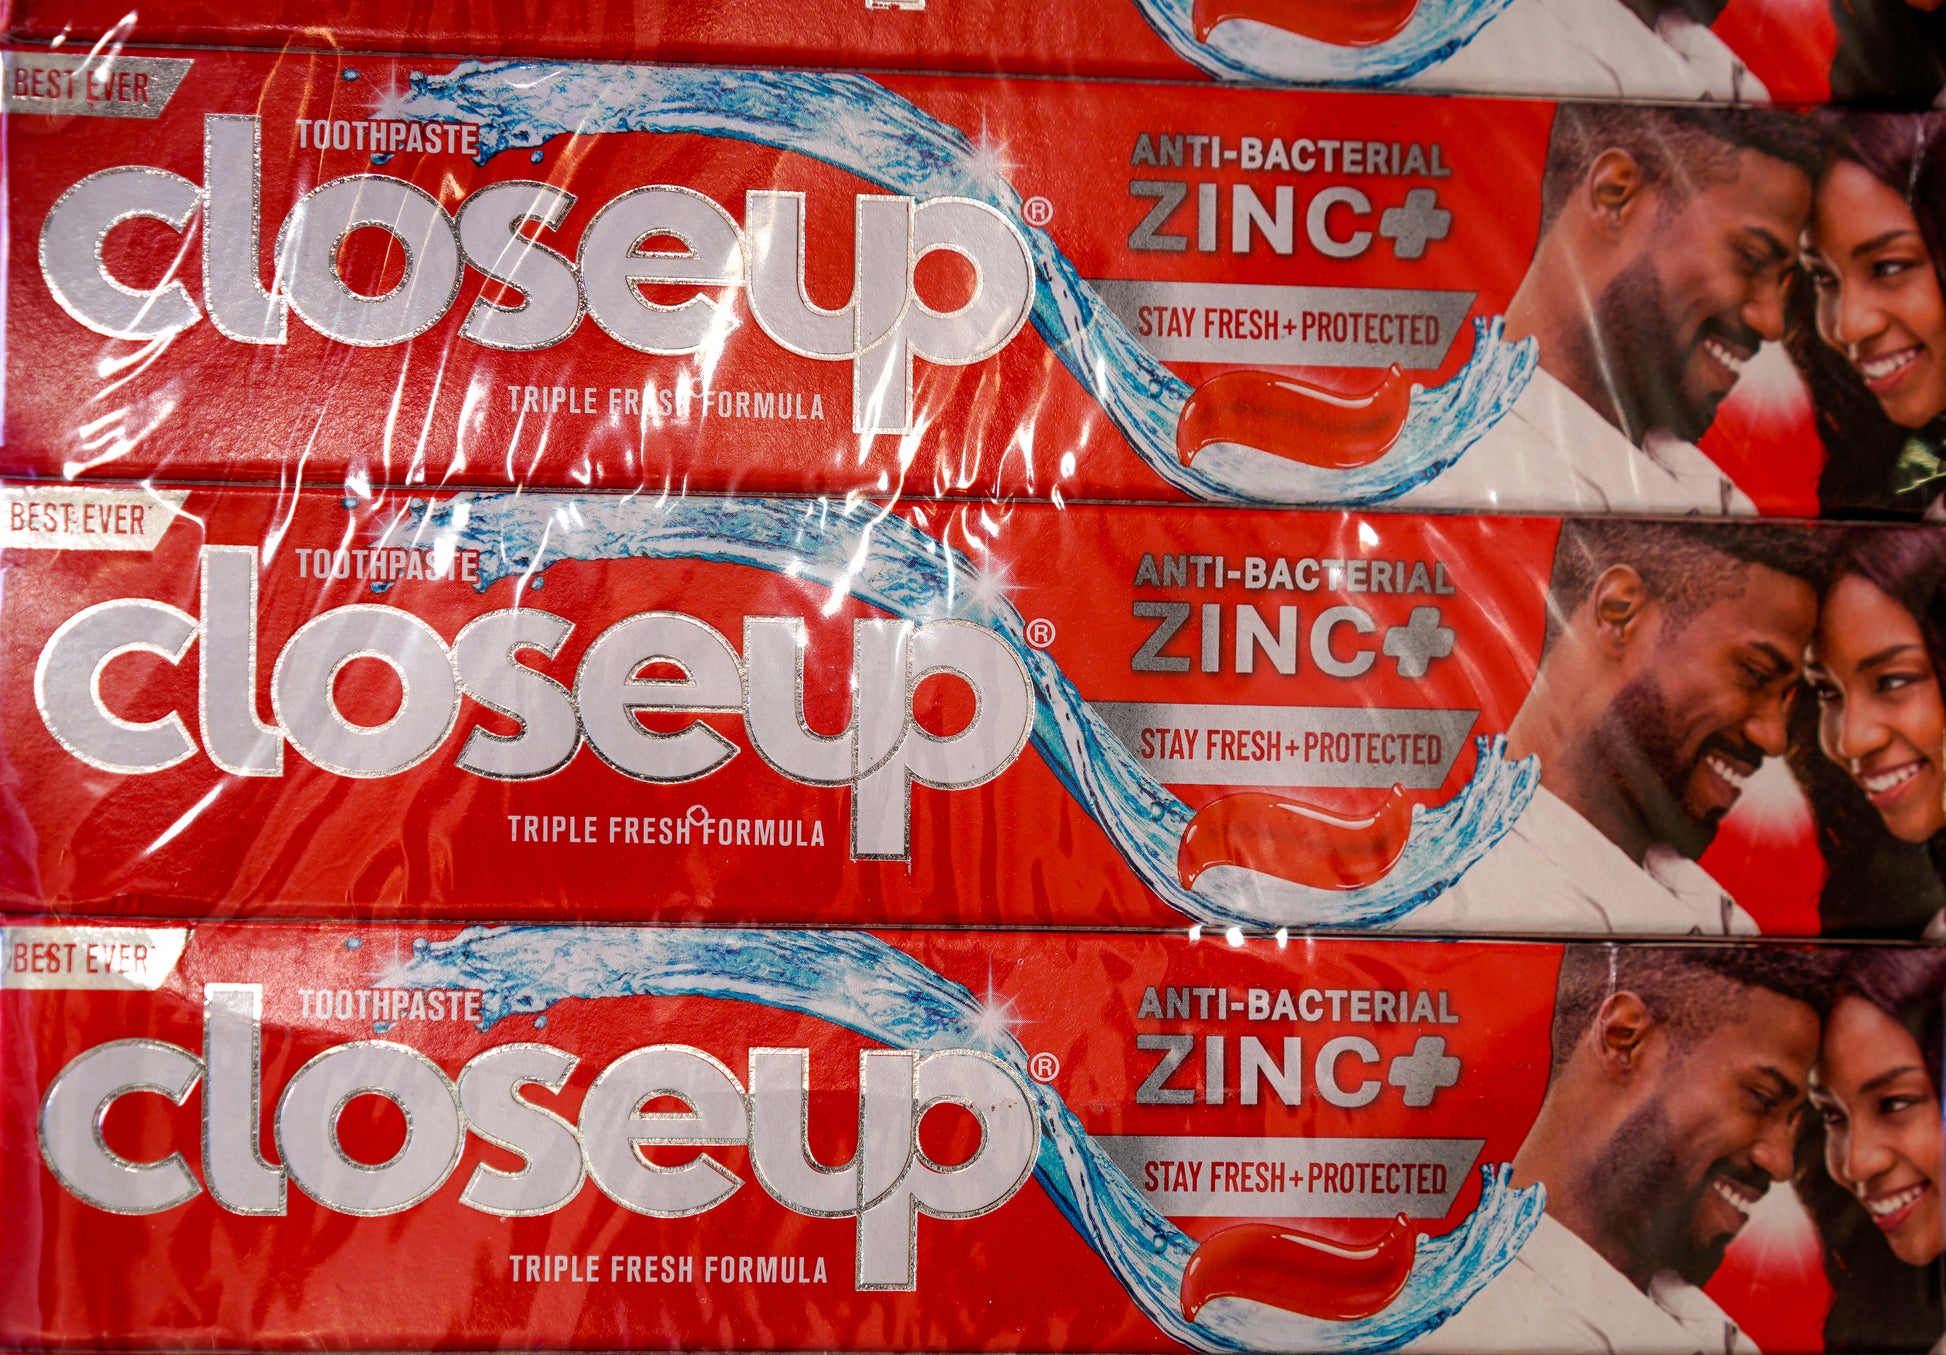 BEST EVER
TOOTHPASTE
closeup®
TRIPLE FRESH FORMULA
ANTI-BACTERIAL
ZINC+
STAY FRESH+PROTECTED
BEST EVER
TOOTHPASTE
closeup®
TRIPLE FRESH FORMULA
ANTI-BACTERIAL
ZINC+
STAY FRESH+PROTECTED
BEST EVER
TOOTHPASTE
closeup®
TRIPLE FRESH FORMULA
ANTI-BACTERIAL
ZINC+
STAY FRESH+PROTECTED